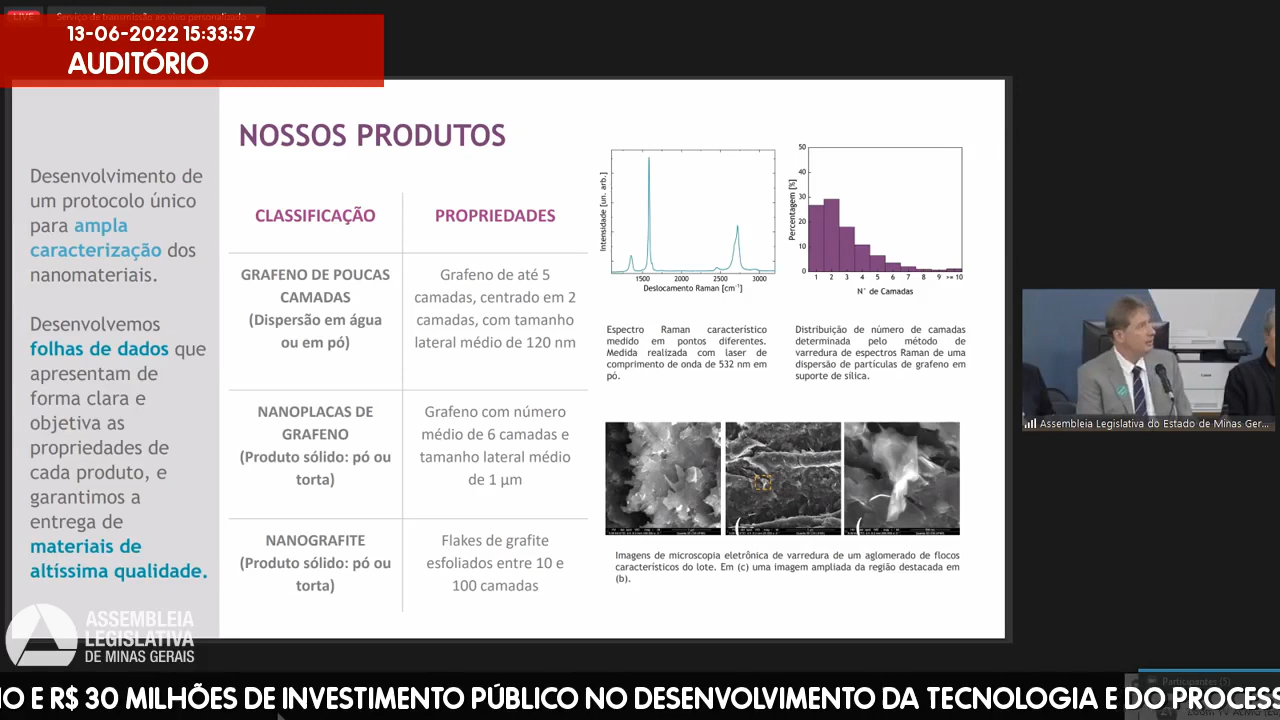 LIVE
Serviço de transmissão ao vivo personalizado
13-06-2022 15:33:57
AUDITÓRIO
Desenvolvimento de
um protocolo único
para ampla
caracterização dos
nanomateriais.
Desenvolvemos
folhas de dados que
apresentam de
forma clara e
objetiva as
propriedades de
cada produto, e
garantimos a
entrega de
materiais de
altíssima qualidade.
NOSSOS PRODUTOS
CLASSIFICAÇÃO
PROPRIEDADES
GRAFENO DE POUCAS
CAMADAS
(Dispersão em água
ou em pó)
Grafeno de até 5
camadas, centrado em 2
camadas, com tamanho
lateral médio de 120 nm
NANOPLACAS DE
GRAFENO
(Produto sólido: pó ou
torta)
Grafeno com número
médio de 6 camadas e
tamanho lateral médio
de 1 µm
NANOGRAFITE
(Produto sólido: pó ou
torta)
Flakes de grafite
esfoliados entre 10 e
100 camadas
Intensidade [un. arb.]
1500 2000 2500 3000
Deslocamento Raman [cm⁻¹]
Porcentagem [%]
50
40
30
20
10
0
1 2 3 4 5 6 7 8 9 >= 10
N° de Camadas
Espectro Raman característico
medido em pontos diferentes.
Medida realizada com laser de
comprimento de onda de 532 nm em
pó.
Distribuição de número de camadas
determinada pelo método de
varredura de espectros Raman de uma
dispersão de partículas de grafeno em
suporte de sílica.
Imagens de microscopia eletrônica de varredura de um aglomerado de flocos
característicos do lote. Em (c) uma imagem ampliada da região destacada em
(b).
Assembleia Legislativa do Estado de Minas Ger...
ASSEMBLEIA
LEGISLATIVA
DE MINAS GERAIS
Participantes (5)
IO E R$ 30 MILHÕES DE INVESTIMENTO PÚBLICO NO DESENVOLVIMENTO DA TECNOLOGIA E DO PROCESS